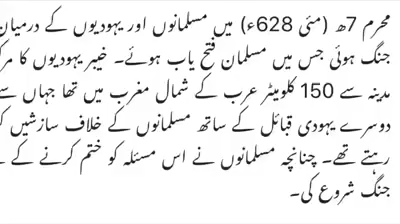 محرم 7ھ (مئی 628ء) میں مسلمانوں اور یہودیوں کے درمیان
جنگ ہوئی جس میں مسلمان فتح یاب ہوئے۔ خیبر یہودیوں کا
مدینہ سے 150 کلومیٹر عرب کے شمال مغرب میں تھا جہاں سے
دوسرے یہودی قبائل کے ساتھ مسلمانوں کے خلاف سازشیں
رہتے تھے۔ چنانچہ مسلمانوں نے اس مسئلہ کو ختم کرنے کے
جنگ شروع کی۔